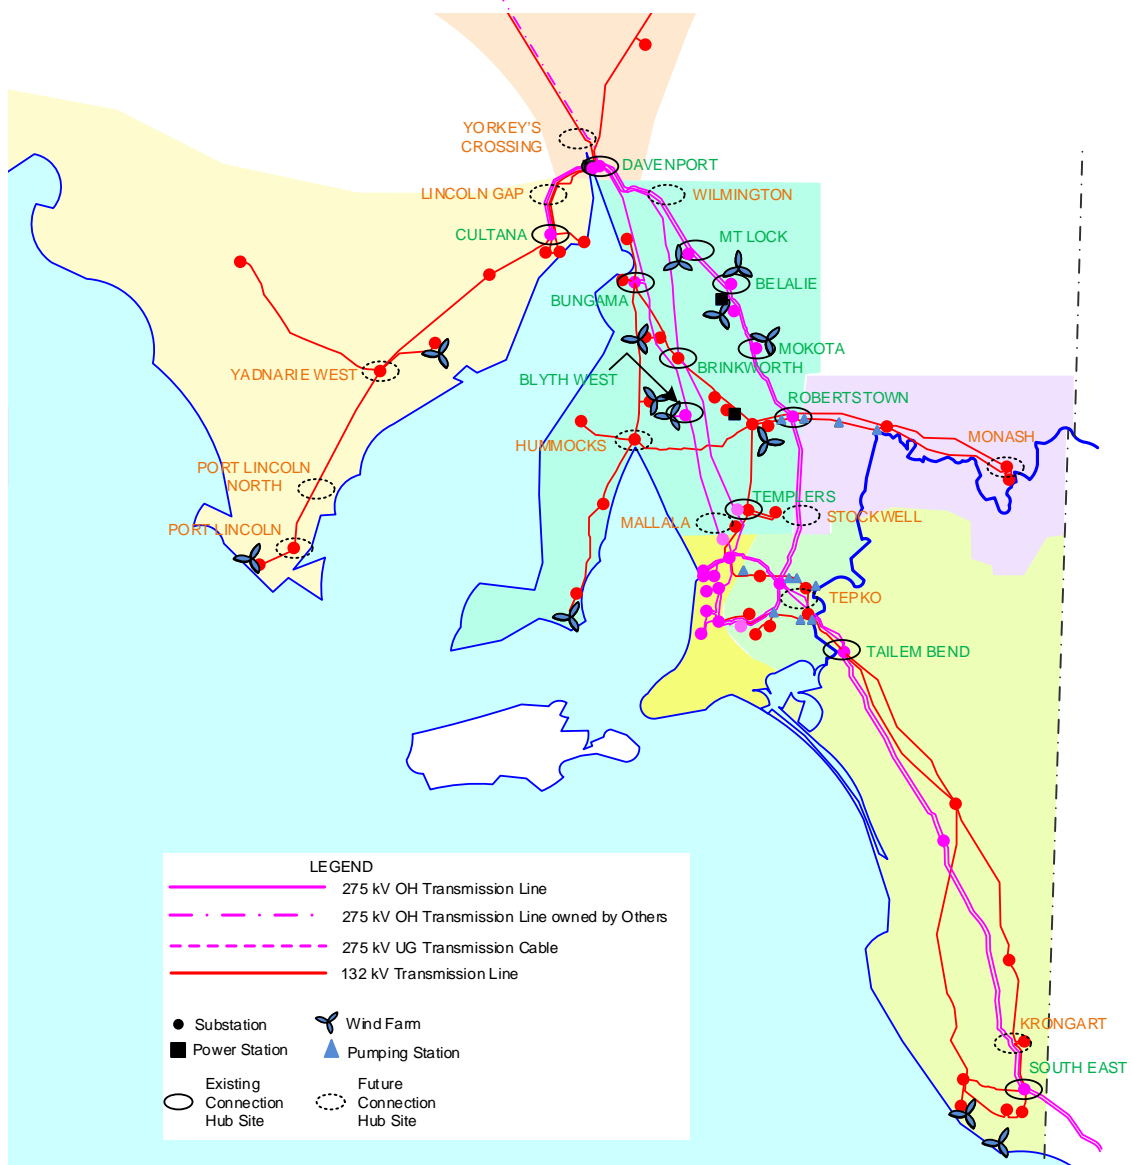 YORKEY'S
CROSSING
DAVENPORT
LINCOLN GAP
WILMINGTON
CULTANA
MT LOCK
BELALIE
BUNGAMA
MOKOTA
YADNARIE WEST
BRINKWORTH
BLYTH WEST
ROBERTSTOWN
HUMMOCKS
MONASH
PORT LINCOLN
NORTH
TEMPLERS
MALLALA
STOCKWELL
PORT LINCOLN
TEPKO
TAILEM BEND
LEGEND
275 kV OH Transmission Line
275 kV OH Transmission Line owned by Others
275 kV UG Transmission Cable
132 kV Transmission Line
Substation
Wind Farm
Power Station
Pumping Station
Existing
Connection
Hub Site
Future
Connection
Hub Site
KRONGART
SOUTH EAST